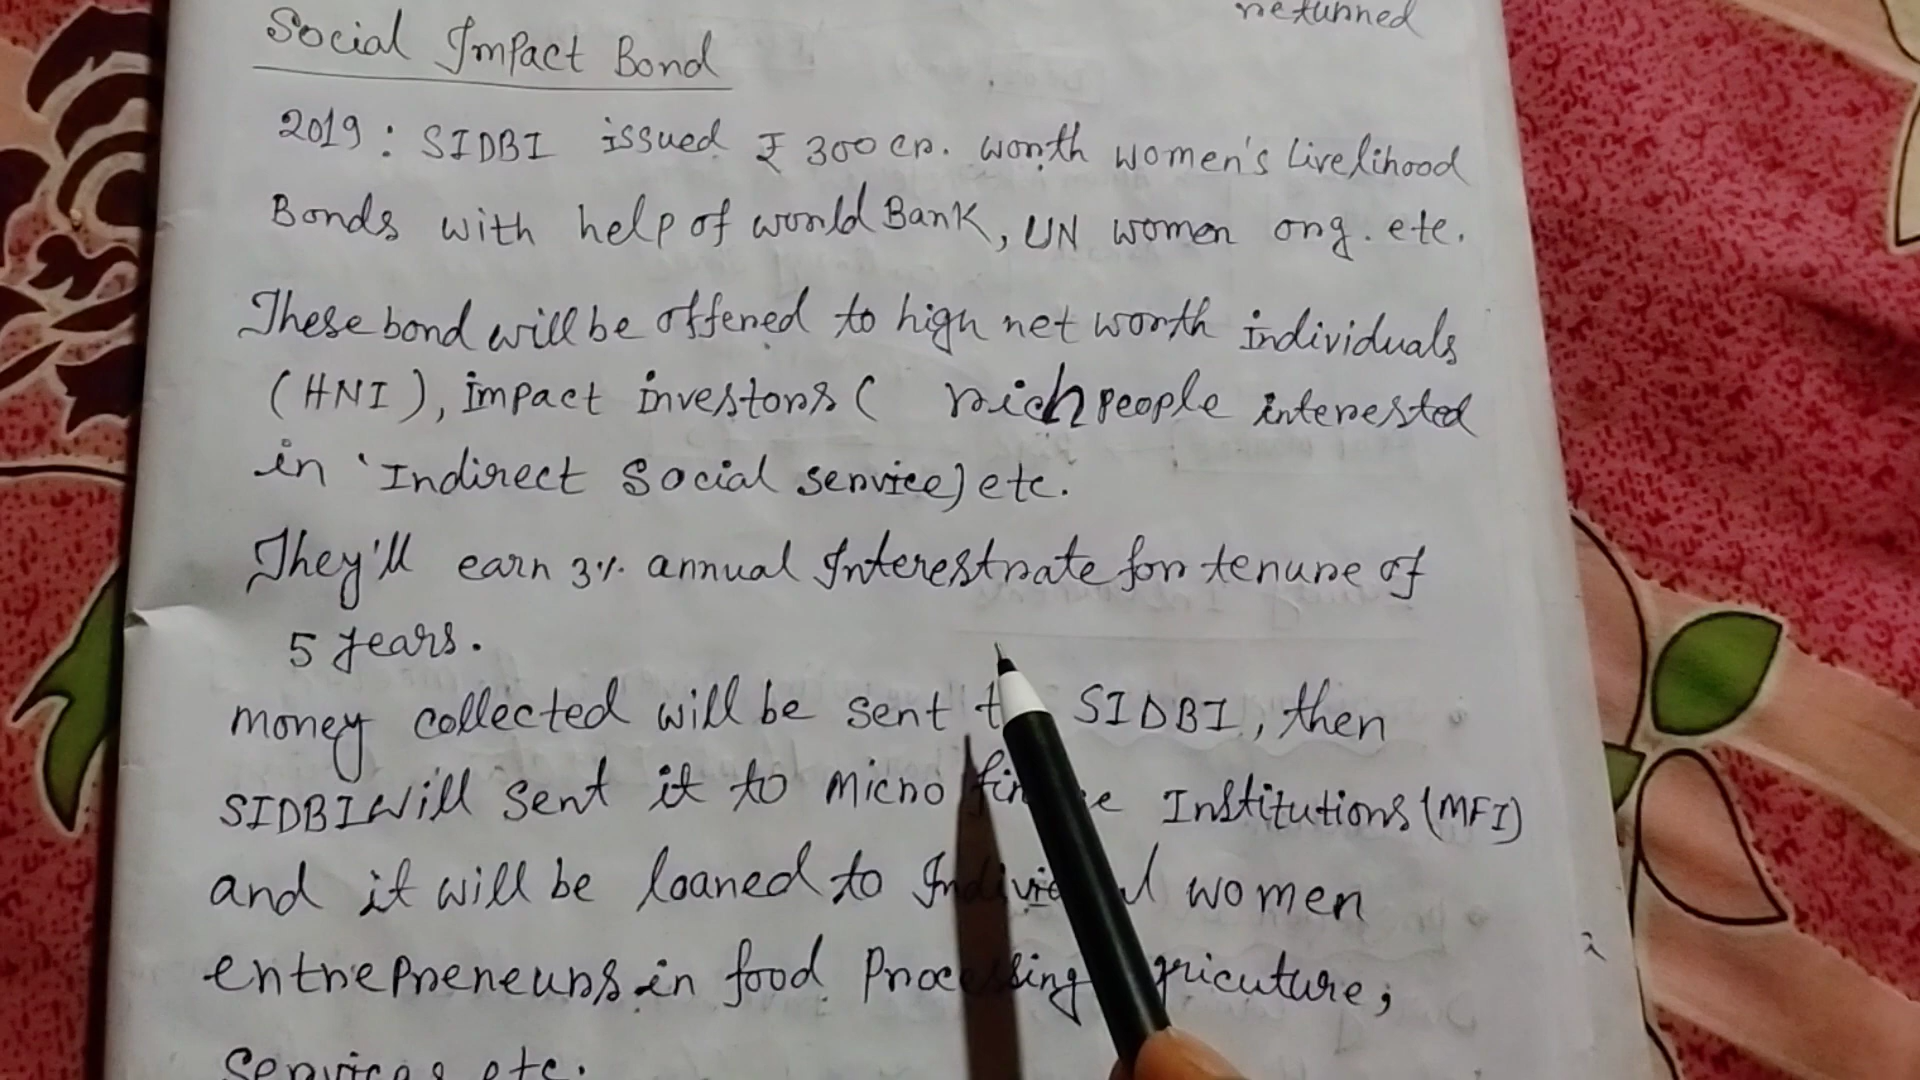 returned
Social Impact Bond
2019: SIDBI issued ₹ 300 cr. worth women's Livelihood
Bonds with help of world Bank, UN women org. etc.
These bond will be offered to high net worth individuals
(HNI), impact investors ( rich people interested
in 'Indirect Social service) etc.
They'll earn 3% annual Interest rate for tenure of
5 years.
money collected will be sent SIDBI, then
SIDBI will sent it to micro Institutions (MFI)
and it will be loaned to women
entrepreneurs in food Processing
services etc.